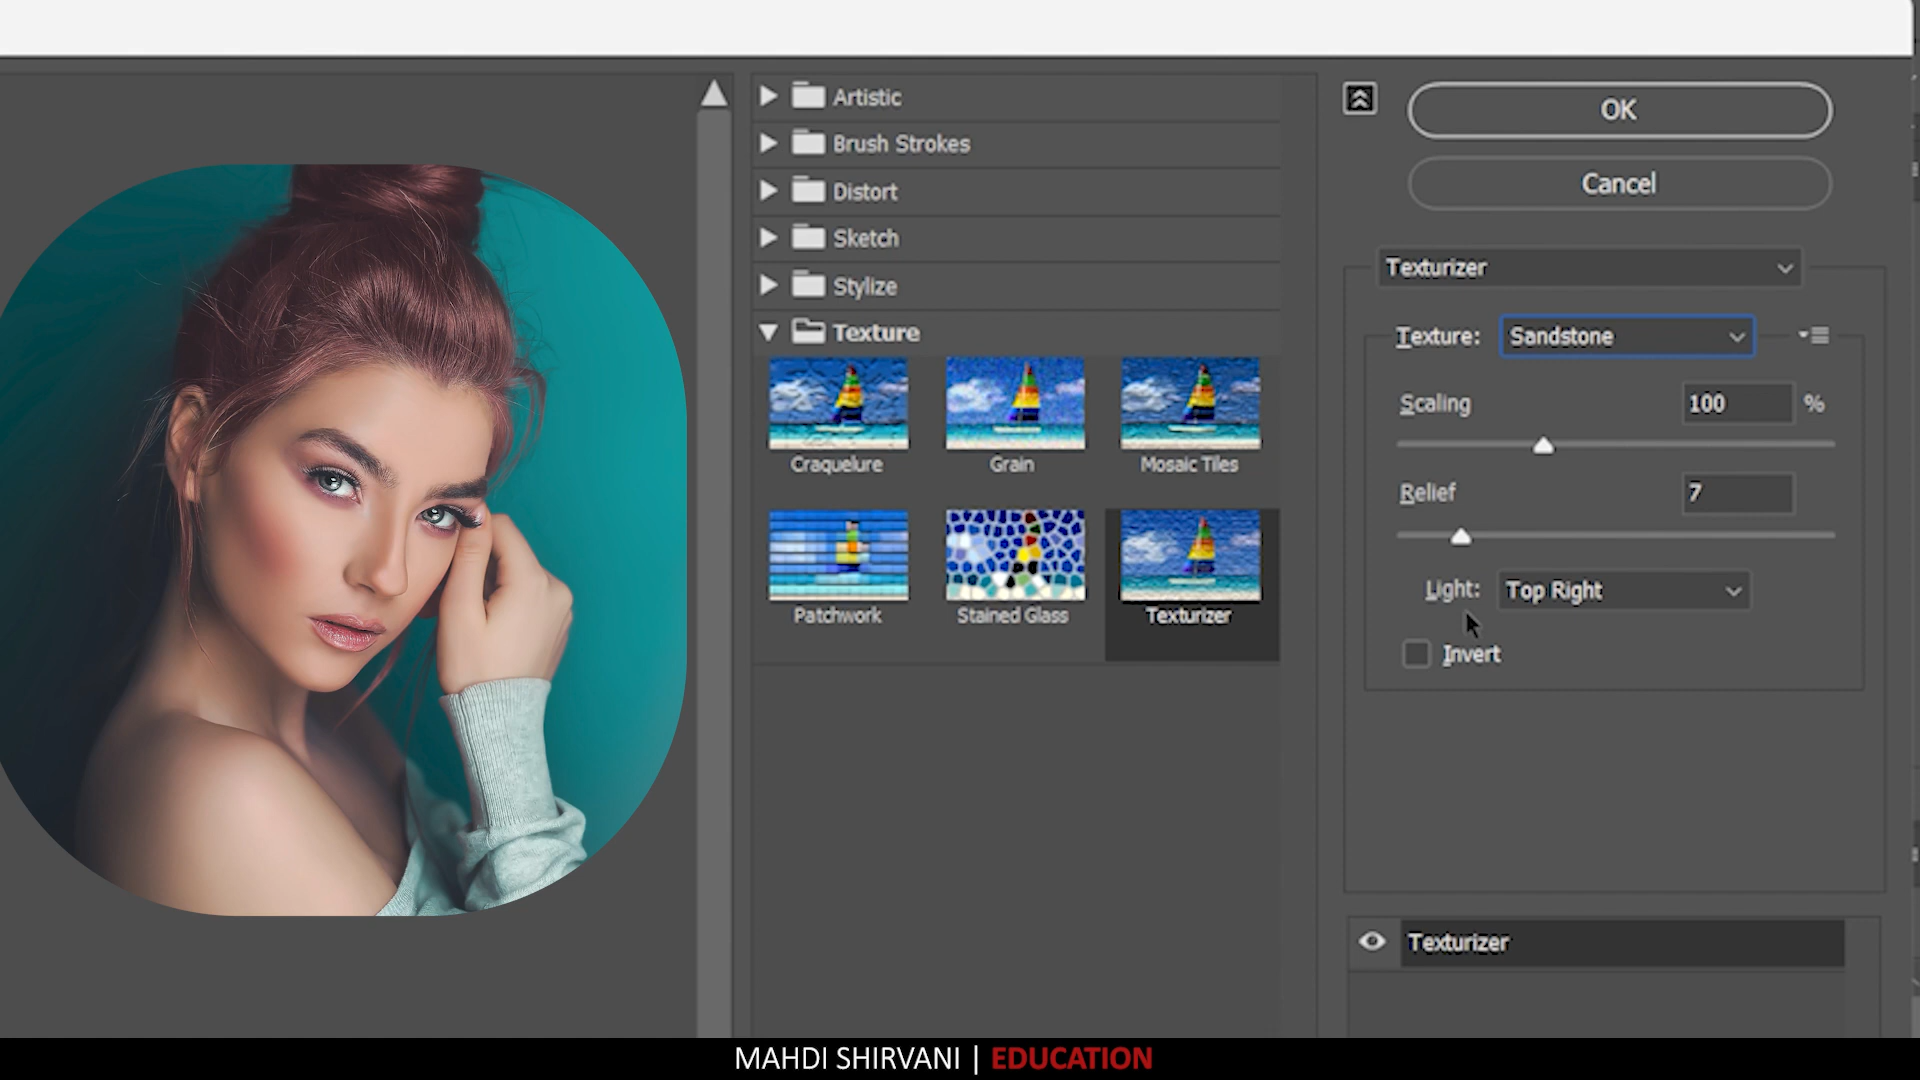 Artistic
Brush Strokes
Distort
Sketch
Stylize
Texture
Craquelure
Grain
Mosaic Tiles
Patchwork
Stained Glass
Texturizer
OK
Cancel
Texturizer
Texture: Sandstone
Scaling 100 %
Relief 7
Light: Top Right
Invert
Texturizer
MAHDI SHIRVANI | EDUCATION